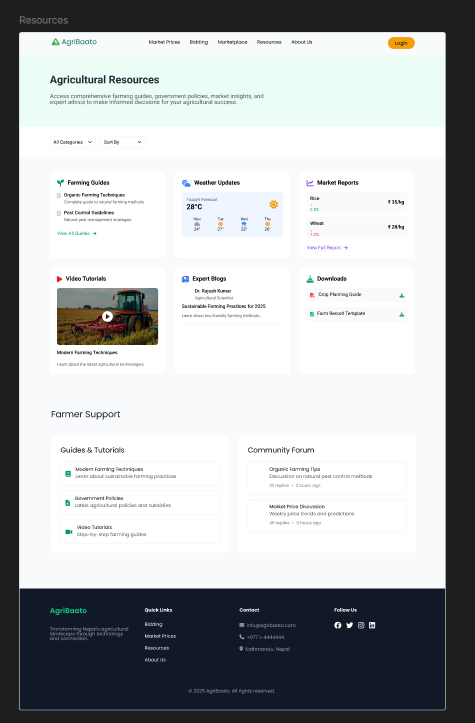 Resources
AgriBaato
Market Prices Bidding Marketplace Resources About Us
Login
Agricultural Resources
Access comprehensive farming guides, government policies, market insights, and
expert advice to make informed decisions for your agricultural success.
All Categories Sort By
Farming Guides
Organic Farming Techniques
Complete guide to natural farming methods
Pest Control Guidelines
Natural pest management strategies
View All Guides →
Weather Updates
Today's Forecast
28°C
Mon Tue Wed Thu
24° 27° 23° 26°
Market Reports
Rice
₹ 35/kg
Wheat
₹ 28/kg
View Full Report →
Video Tutorials
Modern Farming Techniques
Learn about the latest agricultural technologies
Expert Blogs
Dr. Rajesh Kumar
Agricultural Scientist
Sustainable Farming Practices for 2025
Learn about eco-friendly farming methods...
Downloads
Crop Planning Guide
Farm Record Template
Farmer Support
Guides & Tutorials
Modern Farming Techniques
Learn about sustainable farming practices
Government Policies
Latest agricultural policies and subsidies
Video Tutorials
Step-by-step farming guides
Community Forum
Organic Farming Tips
Discussion on natural pest control methods
32 replies • 3 hours ago
Market Price Discussion
Weekly price trends and predictions
45 replies • 5 hours ago
AgriBaato
Transforming Nepal's agricultural
landscape through technology
and connection.
Quick Links
Bidding
Market Prices
Resources
About Us
Contact
info@agribaato.com
+977 1-4444444
Kathmandu, Nepal
Follow Us
© 2025 AgriBaato. All rights reserved.